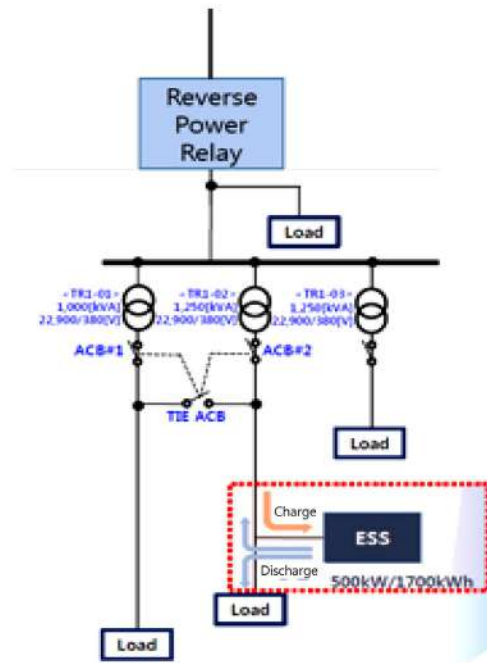 Reverse
Power
Relay
Load
<TR1-01>
1,000[kVA]
22,900/380[V]
<TR1-02>
1,250[kVA]
22,900/380[V]
<TR1-03>
1,250[kVA]
22,900/380[V]
ACB#1
ACB#2
TIE ACB
Load
Charge
ESS
Discharge
500kW/1700kWh
Load
Load